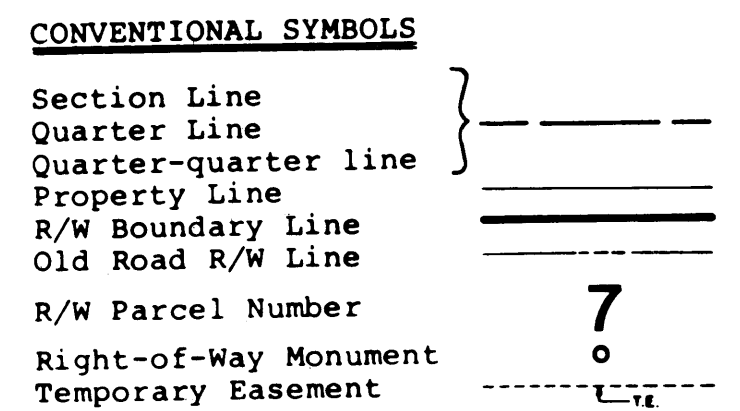 CONVENTIONAL SYMBOLS
Section Line
Quarter Line
Quarter-quarter line
Property Line
R/W Boundary Line
Old Road R/W Line
R/W Parcel Number 7
Right-of-Way Monument
Temporary Easement T.E.